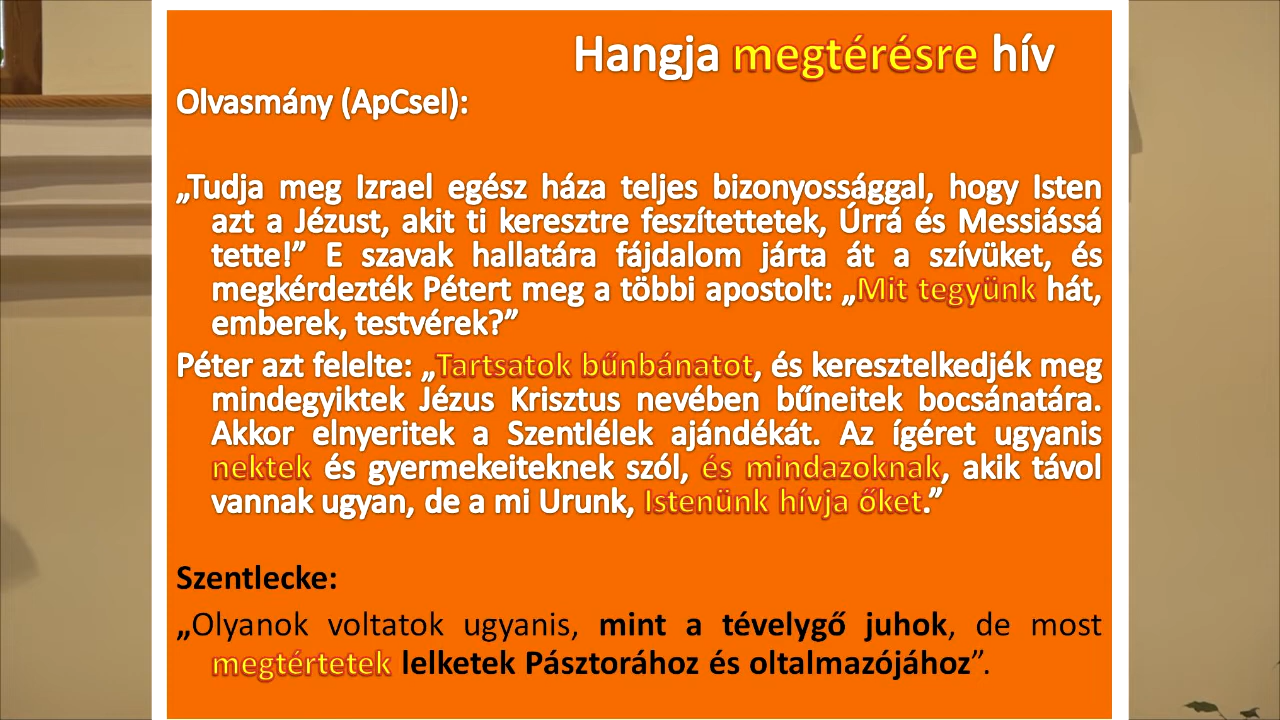 Hangja megtérésre hív
Olvasmány (ApCsel):
„Tudja meg Izrael egész háza teljes bizonyossággal, hogy Isten
azt a Jézust, akit ti keresztre feszítettetek, Úrrá és Messiássá
tette!” E szavak hallatára fájdalom járta át a szívüket, és
megkérdezték Pétert meg a többi apostolt: „Mit tegyünk hát,
emberek, testvérek?”
Péter azt felelte: „Tartsatok bűnbánatot, és keresztelkedjék meg
mindegyiktek Jézus Krisztus nevében bűneitek bocsánatára.
Akkor elnyeritek a Szentlélek ajándékát. Az ígéret ugyanis
nektek és gyermekeiteknek szól, és mindazoknak, akik távol
vannak ugyan, de a mi Urunk, Istenünk hívja őket.”
Szentlecke:
„Olyanok voltatok ugyanis, mint a tévelygő juhok, de most
megtértetek lelketek Pásztorához és oltalmazójához”.